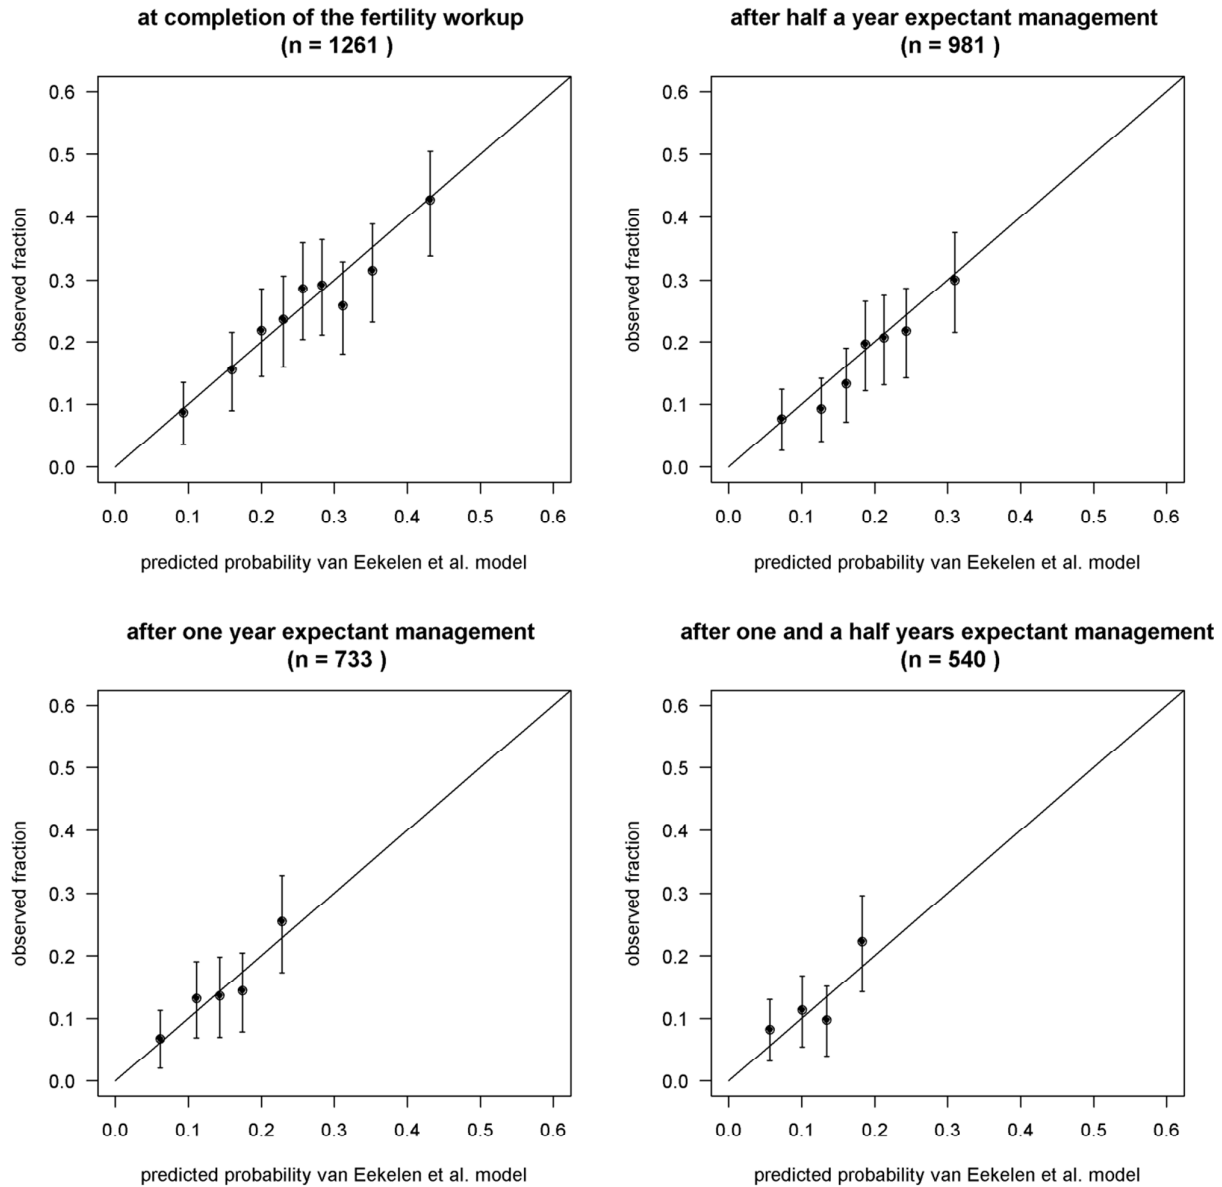 at completion of the fertility workup
(n = 1261 )
observed fraction
0.6
0.5
0.4
0.3
0.2
0.1
0.0
0.0 0.1 0.2 0.3 0.4 0.5 0.6
predicted probability van Eekelen et al. model
after half a year expectant management
(n = 981 )
observed fraction
0.6
0.5
0.4
0.3
0.2
0.1
0.0
0.0 0.1 0.2 0.3 0.4 0.5 0.6
predicted probability van Eekelen et al. model
after one year expectant management
(n = 733 )
observed fraction
0.6
0.5
0.4
0.3
0.2
0.1
0.0
0.0 0.1 0.2 0.3 0.4 0.5 0.6
predicted probability van Eekelen et al. model
after one and a half years expectant management
(n = 540 )
observed fraction
0.6
0.5
0.4
0.3
0.2
0.1
0.0
0.0 0.1 0.2 0.3 0.4 0.5 0.6
predicted probability van Eekelen et al. model